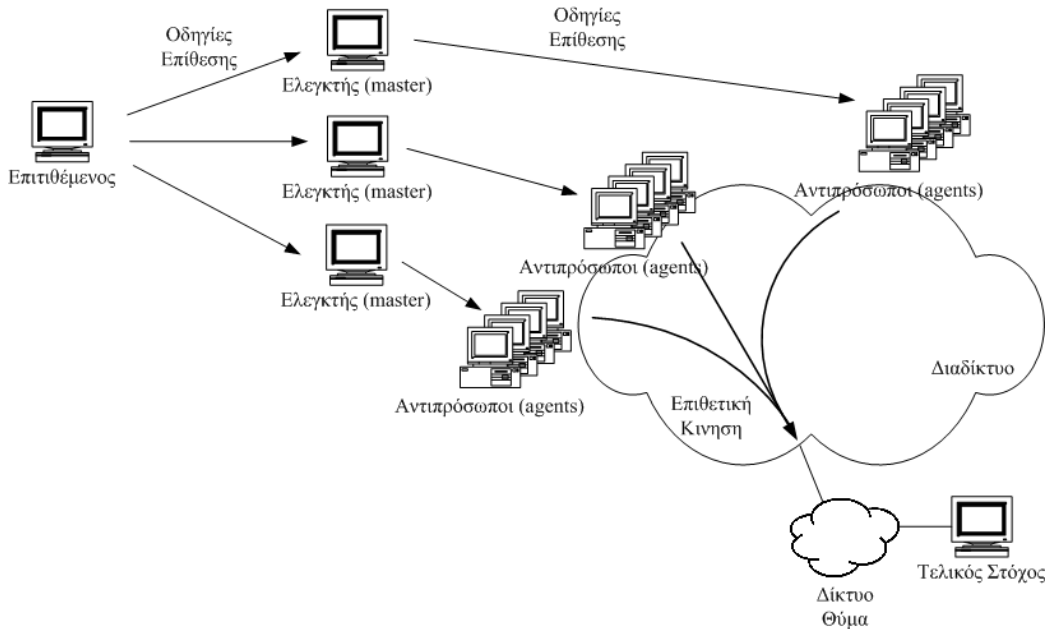 Οδηγίες
Επίθεσης
Οδηγίες
Επίθεσης
Ελεγκτής (master)
Επιτιθέμενος
Ελεγκτής (master)
Αντιπρόσωποι (agents)
Αντιπρόσωποι (agents)
Ελεγκτής (master)
Διαδίκτυο
Αντιπρόσωποι (agents)
Επιθετική
Κινηση
Τελικός Στόχος
Δίκτυο
Θύμα